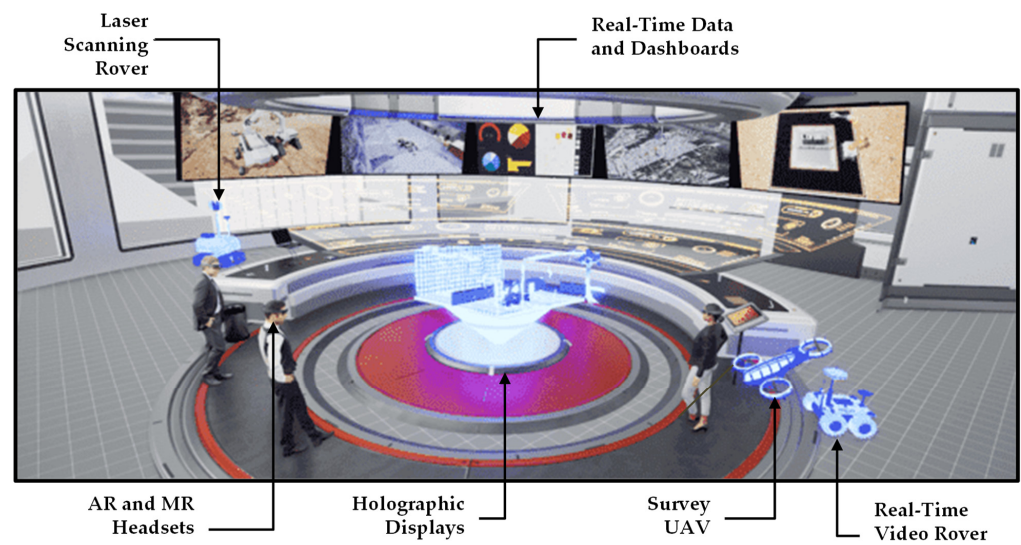 Laser
Scanning
Rover
Real-Time Data
and Dashboards
AR and MR
Headsets
Holographic
Displays
Survey
UAV
Real-Time
Video Rover